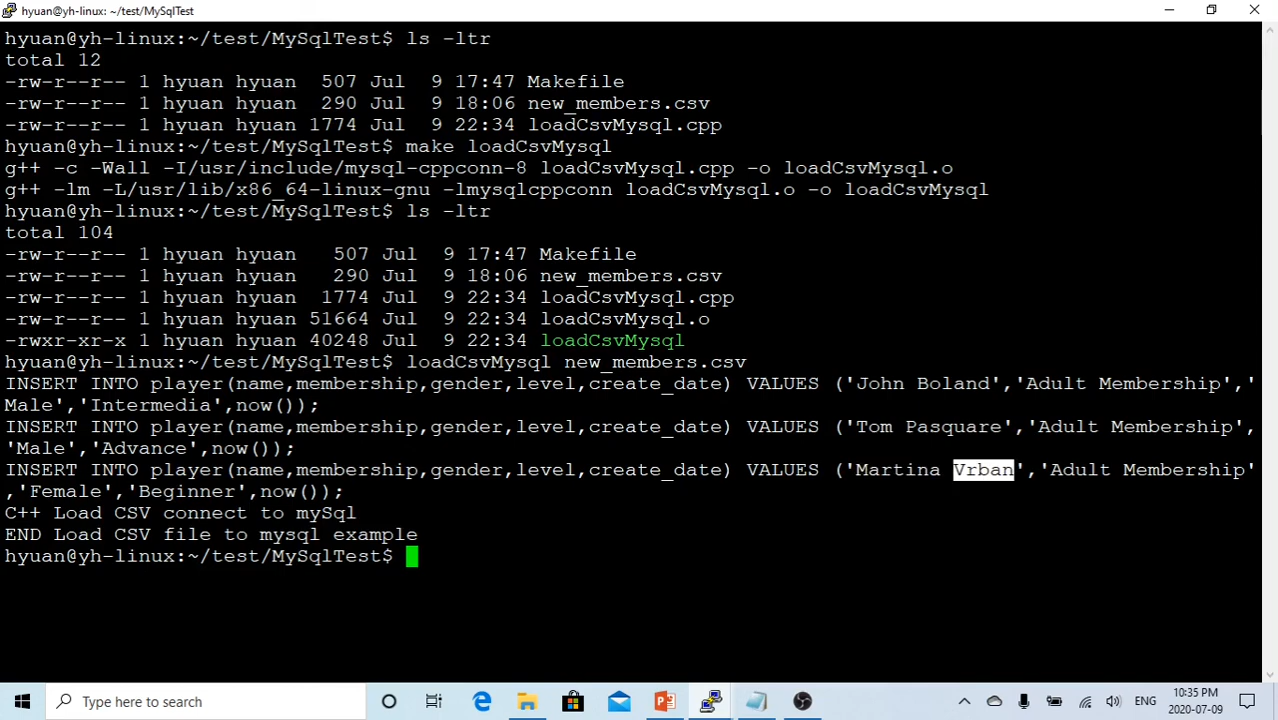 hyuan@yh-linux: ~/test/MySqlTest
hyuan@yh-linux:~/test/MySqlTest$ ls -ltr
total 12
-rw-r--r-- 1 hyuan hyuan  507 Jul  9 17:47 Makefile
-rw-r--r-- 1 hyuan hyuan  290 Jul  9 18:06 new_members.csv
-rw-r--r-- 1 hyuan hyuan 1774 Jul  9 22:34 loadCsvMysql.cpp
hyuan@yh-linux:~/test/MySqlTest$ make loadCsvMysql
g++ -c -Wall -I/usr/include/mysql-cppconn-8 loadCsvMysql.cpp -o loadCsvMysql.o
g++ -lm -L/usr/lib/x86_64-linux-gnu -lmysqlcppconn loadCsvMysql.o -o loadCsvMysql
hyuan@yh-linux:~/test/MySqlTest$ ls -ltr
total 104
-rw-r--r-- 1 hyuan hyuan   507 Jul  9 17:47 Makefile
-rw-r--r-- 1 hyuan hyuan   290 Jul  9 18:06 new_members.csv
-rw-r--r-- 1 hyuan hyuan  1774 Jul  9 22:34 loadCsvMysql.cpp
-rw-r--r-- 1 hyuan hyuan 51664 Jul  9 22:34 loadCsvMysql.o
-rwxr-xr-x 1 hyuan hyuan 40248 Jul  9 22:34 loadCsvMysql
hyuan@yh-linux:~/test/MySqlTest$ loadCsvMysql new_members.csv
INSERT INTO player(name,membership,gender,level,create_date) VALUES ('John Boland','Adult Membership','
Male','Intermedia',now());
INSERT INTO player(name,membership,gender,level,create_date) VALUES ('Tom Pasquare','Adult Membership',
'Male','Advance',now());
INSERT INTO player(name,membership,gender,level,create_date) VALUES ('Martina Vrban','Adult Membership'
,'Female','Beginner',now());
C++ Load CSV connect to mySql
END Load CSV file to mysql example
hyuan@yh-linux:~/test/MySqlTest$
Type here to search
ENG
10:35 PM
2020-07-09